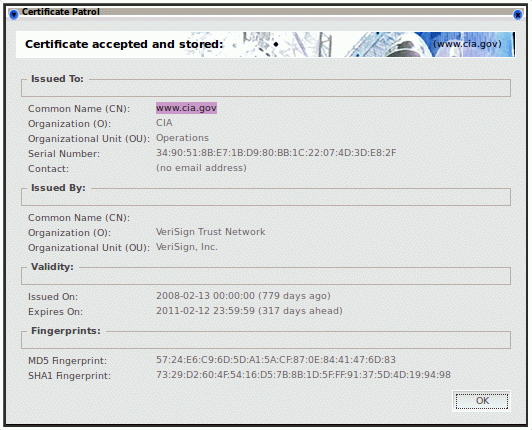 Certificate Patrol
Certificate accepted and stored: (www.cia.gov)
Issued To:
Common Name (CN): www.cia.gov
Organization (O): CIA
Organizational Unit (OU): Operations
Serial Number: 34:90:51:8B:E7:1B:D9:80:BB:1C:22:07:4D:3D:E8:2F
Contact: (no email address)
Issued By:
Common Name (CN):
Organization (O): VeriSign Trust Network
Organizational Unit (OU): VeriSign, Inc.
Validity:
Issued On: 2008-02-13 00:00:00 (779 days ago)
Expires On: 2011-02-12 23:59:59 (317 days ahead)
Fingerprints:
MD5 Fingerprint: 57:24:E6:C9:6D:5D:A1:5A:CF:87:0E:84:41:47:6D:83
SHA1 Fingerprint: 73:29:D2:60:4F:54:16:D5:7B:8B:1D:5F:FF:91:37:5D:4D:19:94:98
OK